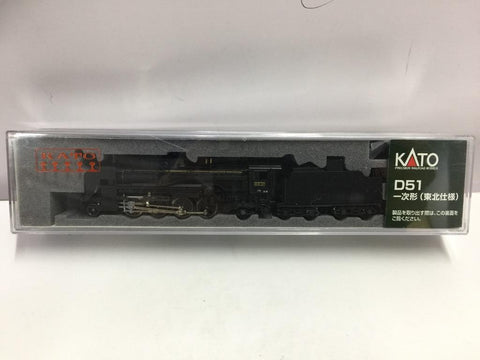 KATO
KATO
PRECISION RAILROAD MODELS
D51
一次形(東北仕様)
製品を取り出す際は、この裏面を
ご覧ください。